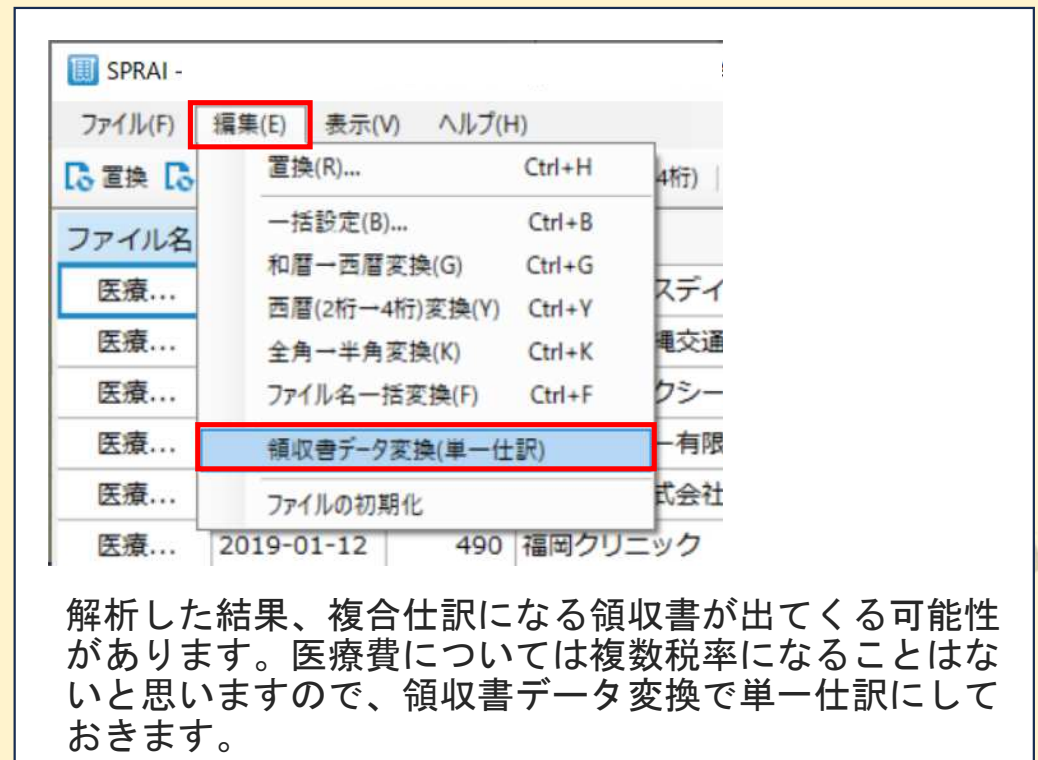 SPRAI -
ファイル(F) 編集(E) 表示(V) ヘルプ(H)
置換
置換(R)... Ctrl+H
4桁)
一括設定(B)... Ctrl+B
ファイル名
和暦→西暦変換(G) Ctrl+G
医療... スデイ
西暦(2桁→4桁)変換(Y) Ctrl+Y
医療... 縄交通
全角→半角変換(K) Ctrl+K
医療... クシー
ファイル名一括変換(F) Ctrl+F
医療... ー有限
領収書データ変換(単一仕訳)
医療... 式会社
ファイルの初期化
医療... 2019-01-12 490 福岡クリニック
解析した結果、複合仕訳になる領収書が出てくる可能性
があります。医療費については複数税率になることはな
いと思いますので、領収書データ変換で単一仕訳にして
おきます。